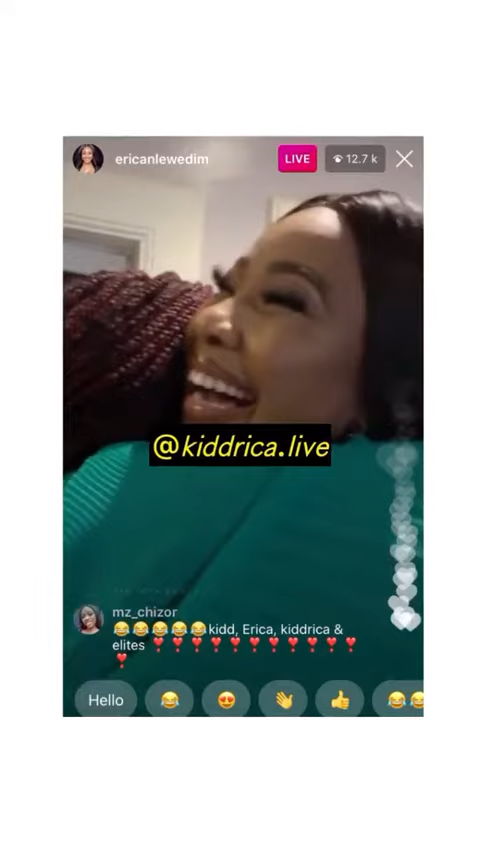 ericanlewedim
LIVE
12.7 k
@kiddrica.live
mz_chizor
😂😂😂😂😂kidd, Erica, kiddrica &
elites ❣️❣️❣️❣️❣️❣️❣️❣️❣️❣️❣️
❣️
Hello